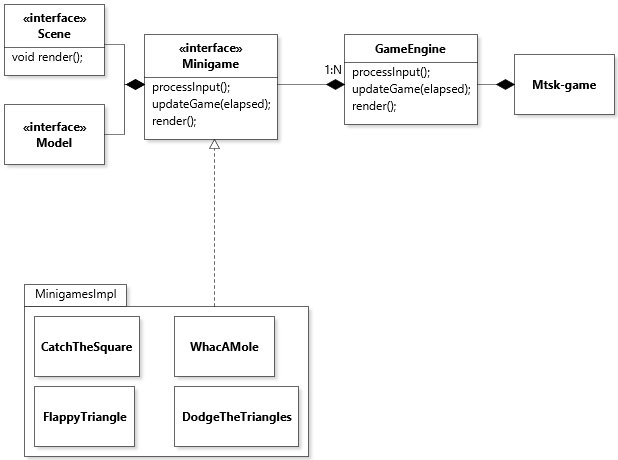 «interface»
Scene
void render();
«interface»
Model
«interface»
Minigame
processInput();
updateGame(elapsed);
render();
1:N
GameEngine
processInput();
updateGame(elapsed);
render();
Mtsk-game
MinigamesImpl
CatchTheSquare
WhacAMole
FlappyTriangle
DodgeTheTriangles